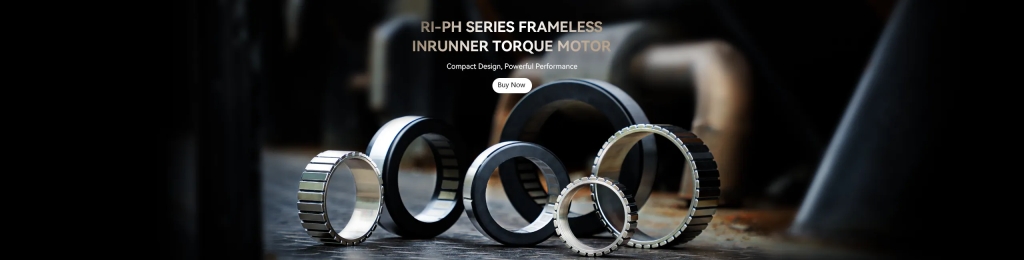 RI-PH SERIES FRAMELESS
INRUNNER TORQUE MOTOR
Compact Design, Powerful Performance
Buy Now